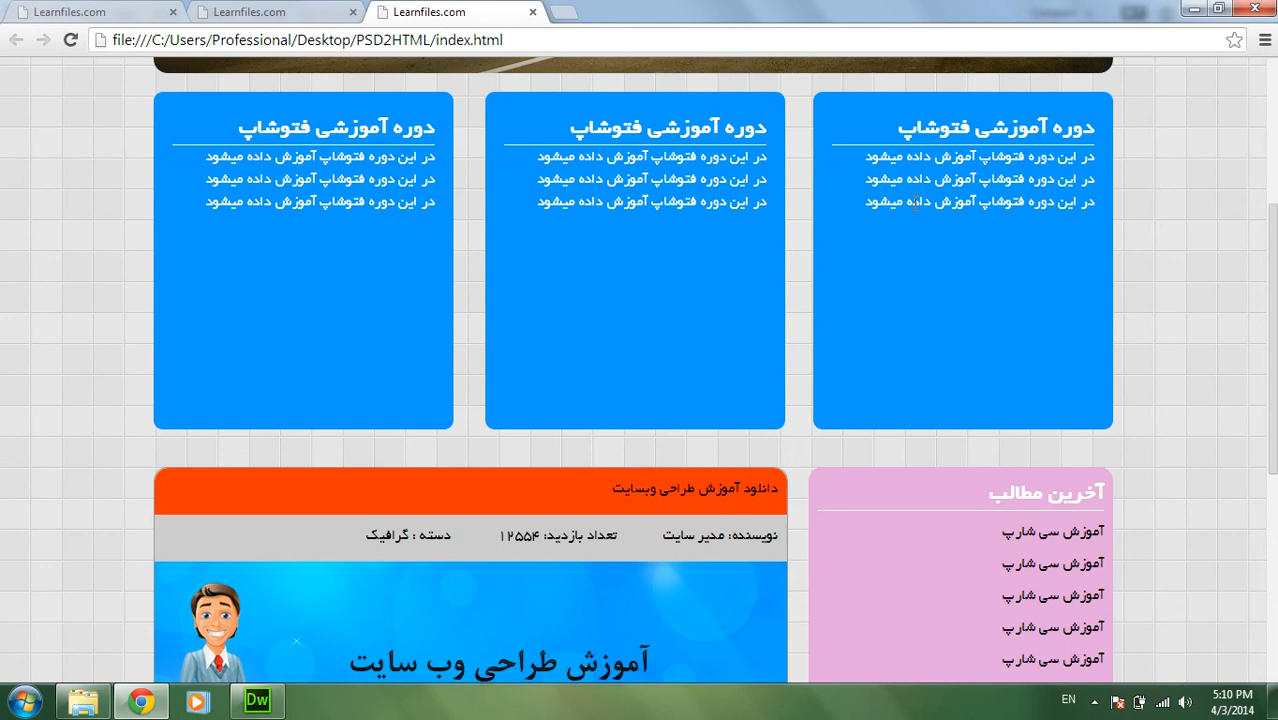 Learnfiles.com
Learnfiles.com
Learnfiles.com
file:///C:/Users/Professional/Desktop/PSD2HTML/index.html
دوره آموزشی فتوشاپ
در این دوره فتوشاپ آموزش داده میشود
در این دوره فتوشاپ آموزش داده میشود
در این دوره فتوشاپ آموزش داده میشود
دوره آموزشی فتوشاپ
در این دوره فتوشاپ آموزش داده میشود
در این دوره فتوشاپ آموزش داده میشود
در این دوره فتوشاپ آموزش داده میشود
دوره آموزشی فتوشاپ
در این دوره فتوشاپ آموزش داده میشود
در این دوره فتوشاپ آموزش داده میشود
در این دوره فتوشاپ آموزش داده میشود
آخرین مطالب
آموزش سی شارپ
آموزش سی شارپ
آموزش سی شارپ
آموزش سی شارپ
آموزش سی شارپ
دانلود آموزش طراحی وبسایت
نویسنده: مدیر سایت تعداد بازدید: ۱۲۵۵۴ دسته : گرافیک
آموزش طراحی وب سایت
Dw
EN
5:10 PM
4/3/2014